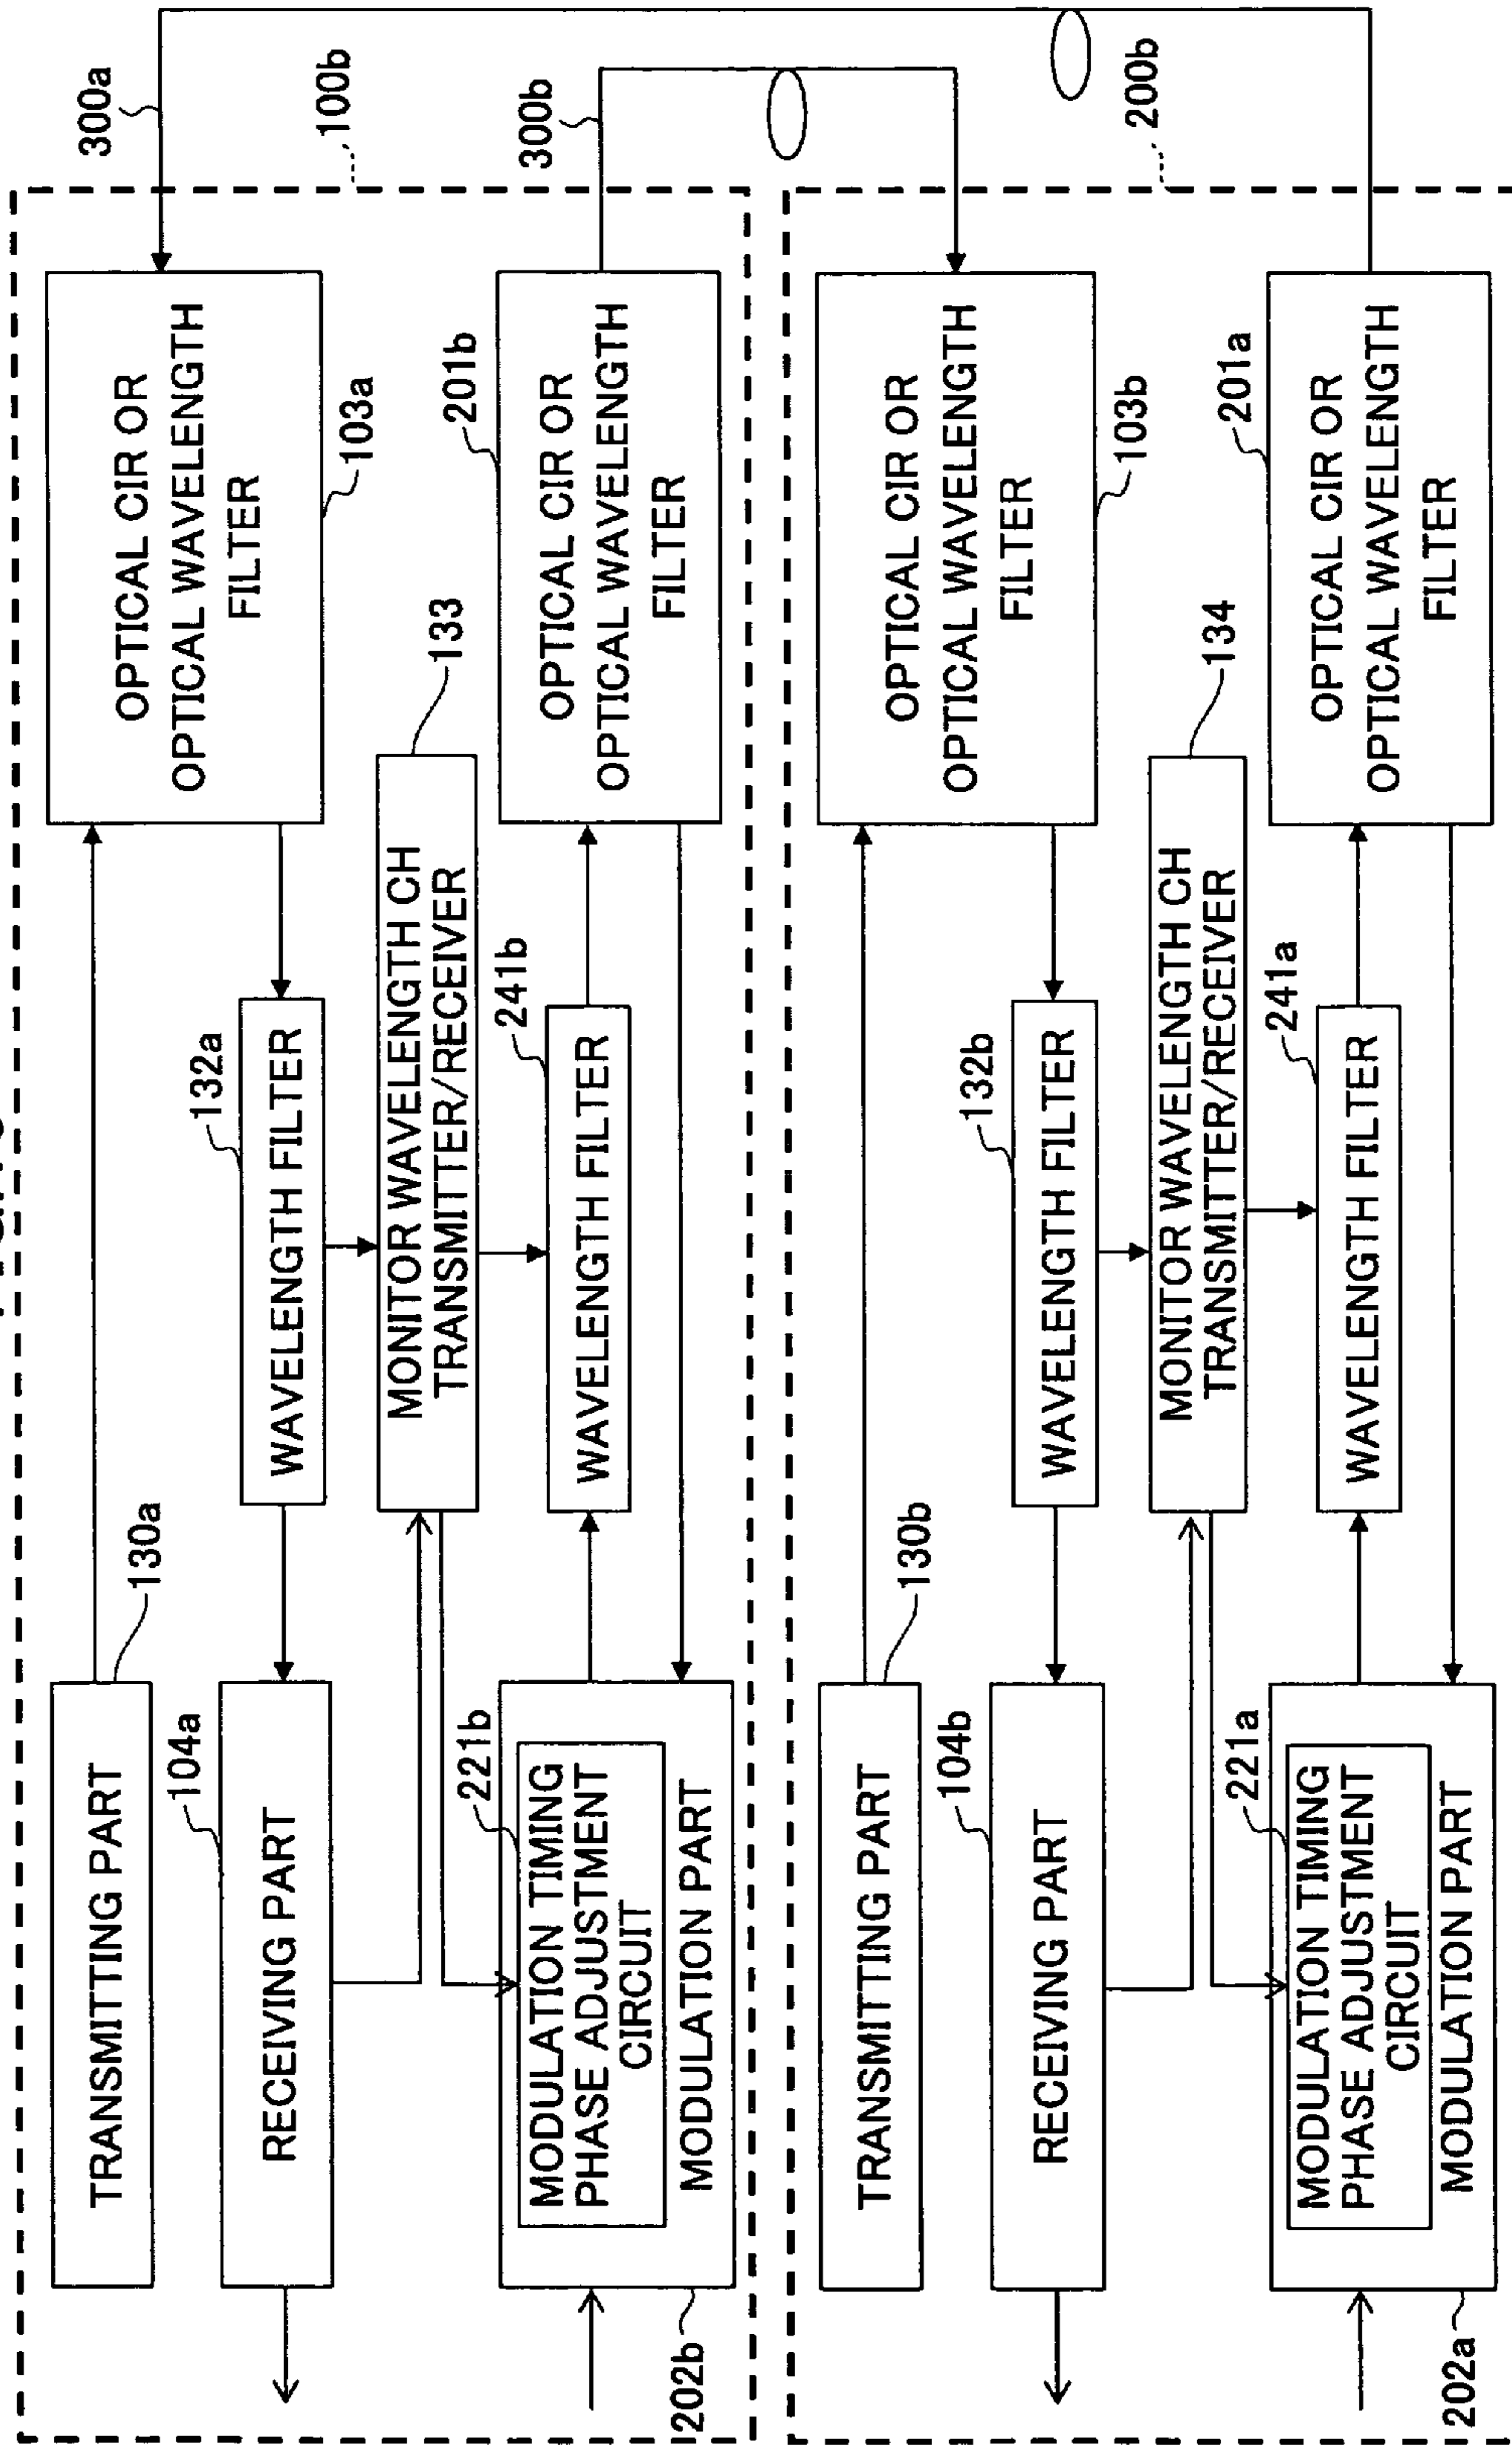 TRANSMITTING PART
130a
104a
RECEIVING PART
221b
MODULATION TIMING
PHASE ADJUSTMENT
CIRCUIT
MODULATION PART
202b
132a
WAVELENGTH FILTER
133
MONITOR WAVELENGTH CH
TRANSMITTER/RECEIVER
241b
WAVELENGTH FILTER
OPTICAL CIR OR
OPTICAL WAVELENGTH
FILTER
103a
201b
OPTICAL CIR OR
OPTICAL WAVELENGTH
FILTER
300a
100b
300b
TRANSMITTING PART
130b
104b
RECEIVING PART
221a
MODULATION TIMING
PHASE ADJUSTMENT
CIRCUIT
MODULATION PART
202a
132b
WAVELENGTH FILTER
134
MONITOR WAVELENGTH CH
TRANSMITTER/RECEIVER
241a
WAVELENGTH FILTER
OPTICAL CIR OR
OPTICAL WAVELENGTH
FILTER
103b
201a
OPTICAL CIR OR
OPTICAL WAVELENGTH
FILTER
200b